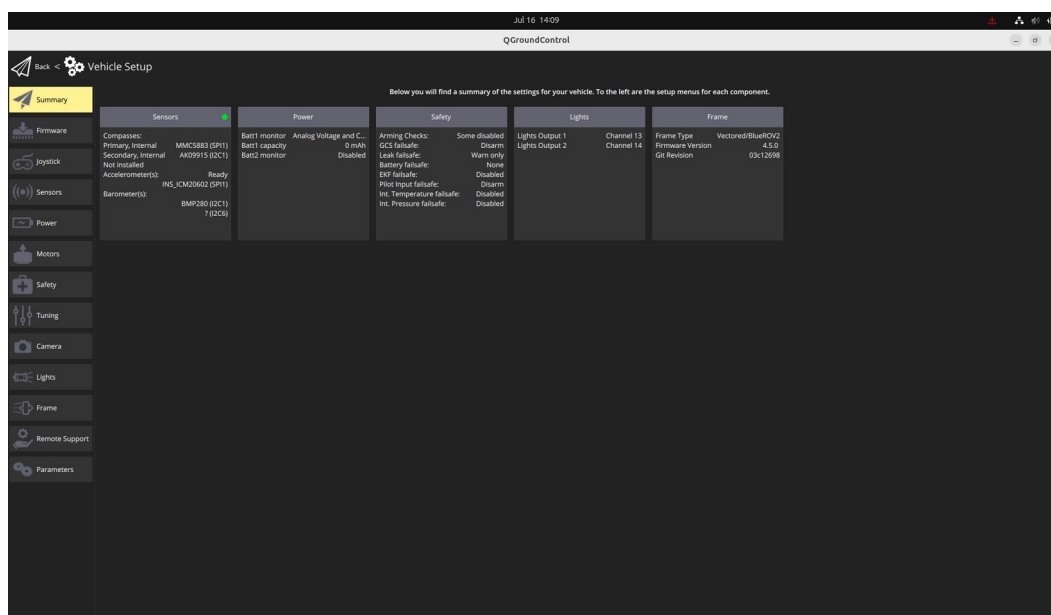 Jul 16 14:09
QGroundControl
Back < Vehicle Setup
Below you will find a summary of the settings for your vehicle. To the left are the setup menus for each component.
Summary
Firmware
Joystick
Sensors
Power
Motors
Safety
Tuning
Camera
Lights
Frame
Remote Support
Parameters
Sensors
Compasses:
Primary, Internal MMC5883 (SPI1)
Secondary, Internal AK09915 (I2C1)
Not installed
Accelerometer(s): Ready
INS_ICM20602 (SPI1)
Barometer(s):
BMP280 (I2C1)
? (I2C6)
Power
Batt1 monitor Analog Voltage and C...
Batt1 capacity 0 mAh
Batt2 monitor Disabled
Safety
Arming Checks: Some disabled
GCS failsafe: Disarm
Leak failsafe: Warn only
Battery failsafe: None
EKF failsafe: Disabled
Pilot Input failsafe: Disarm
Int. Temperature failsafe: Disabled
Int. Pressure failsafe: Disabled
Lights
Lights Output 1 Channel 13
Lights Output 2 Channel 14
Frame
Frame Type Vectored/BlueROV2
Firmware Version 4.5.0
Git Revision 03c12698